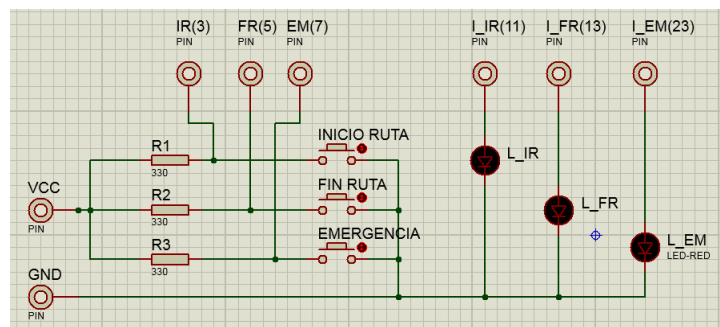 IR(3) FR(5) EM(7) I_IR(11) I_FR(13) I_EM(23)
PIN PIN PIN PIN PIN PIN
INICIO RUTA
R1
L_IR
330
FIN RUTA
VCC
R2
L_FR
330
PIN
EMERGENCIA
R3
L_EM
330
LED-RED
GND
PIN